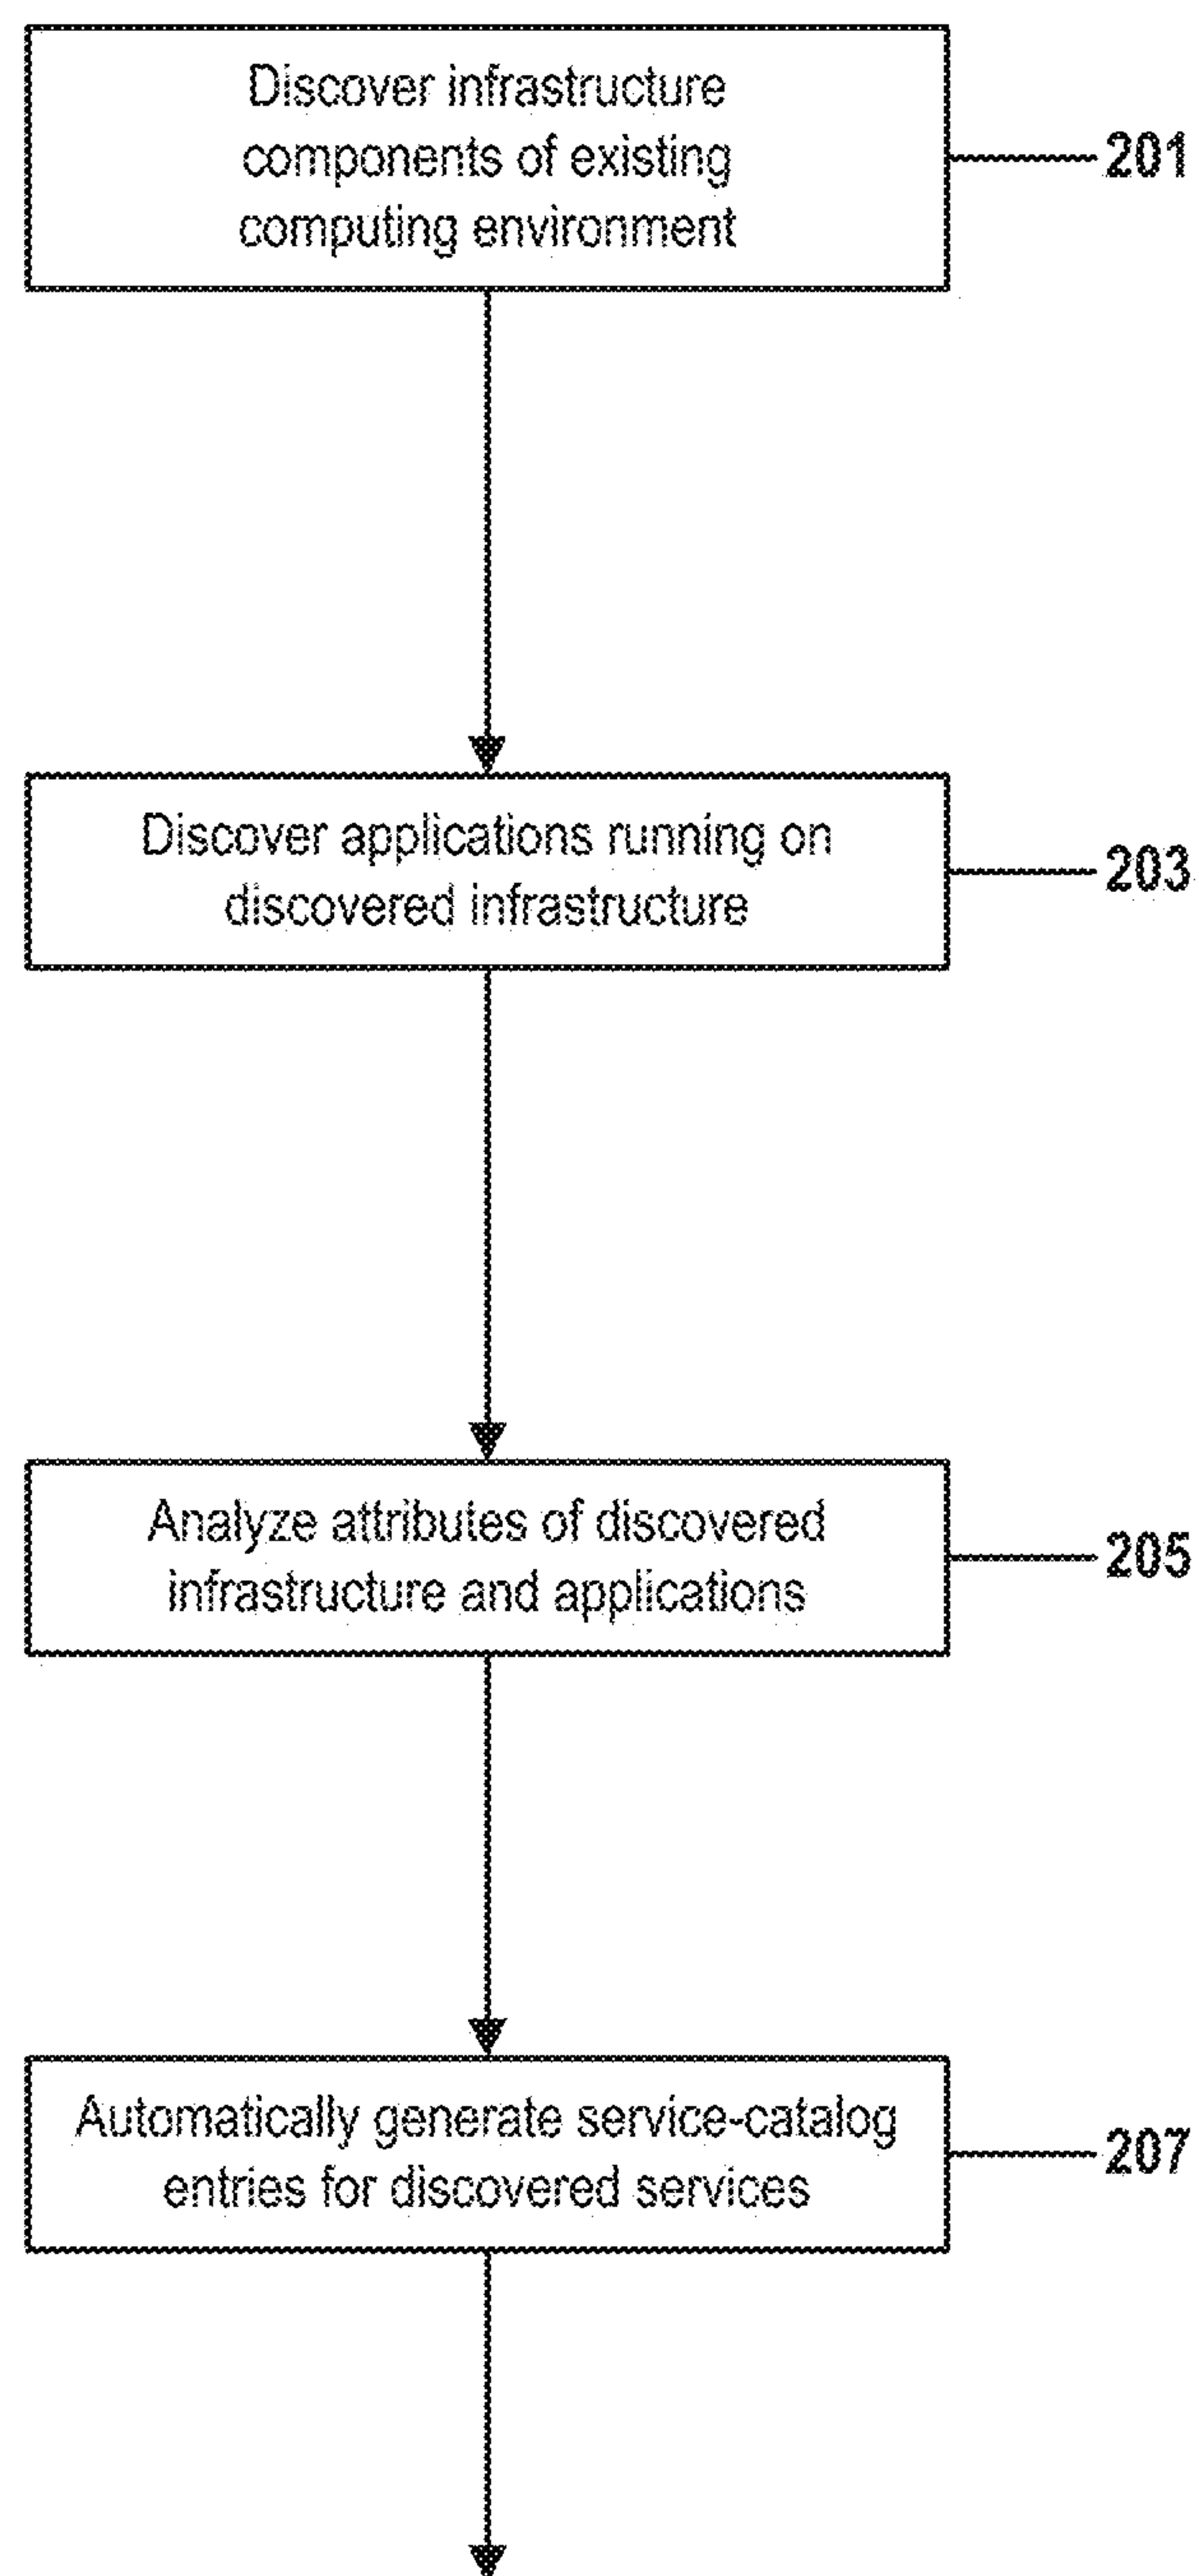 Discover infrastructure
components of existing
computing environment
201
Discover applications running on
discovered infrastructure
203
Analyze attributes of discovered
infrastructure and applications
205
Automatically generate service-catalog
entries for discovered services
207